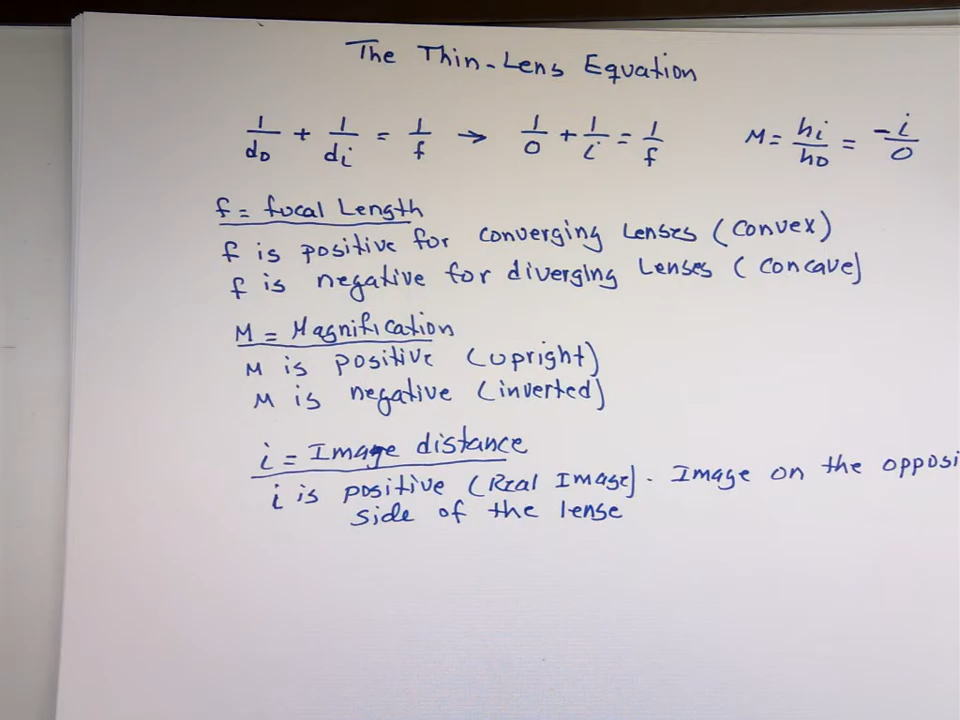 The Thin-Lens Equation
1/do + 1/di = 1/f → 1/o + 1/i = 1/f M = hi/ho = -i/o
f = focal Length
f is positive for converging Lenses (convex)
f is negative for diverging Lenses (concave)
M = Magnification
M is positive (upright)
M is negative (inverted)
i = Image distance
i is positive (Real Image). Image on the opposi
side of the lense